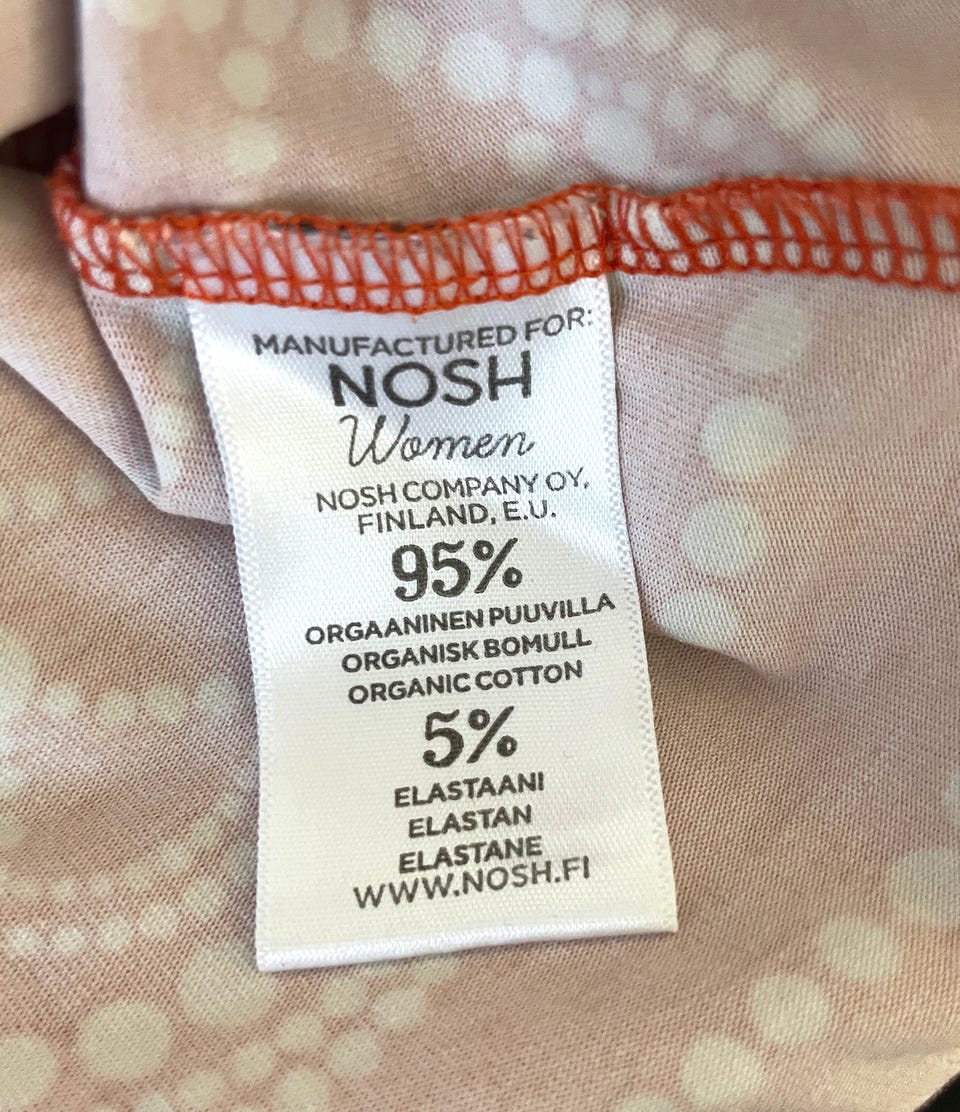 MANUFACTURED FOR:
NOSH
Women
NOSH COMPANY OY,
FINLAND, E.U.
95%
ORGAANINEN PUUVILLA
ORGANISK BOMULL
ORGANIC COTTON
5%
ELASTAANI
ELASTAN
ELASTANE
WWW.NOSH.FI